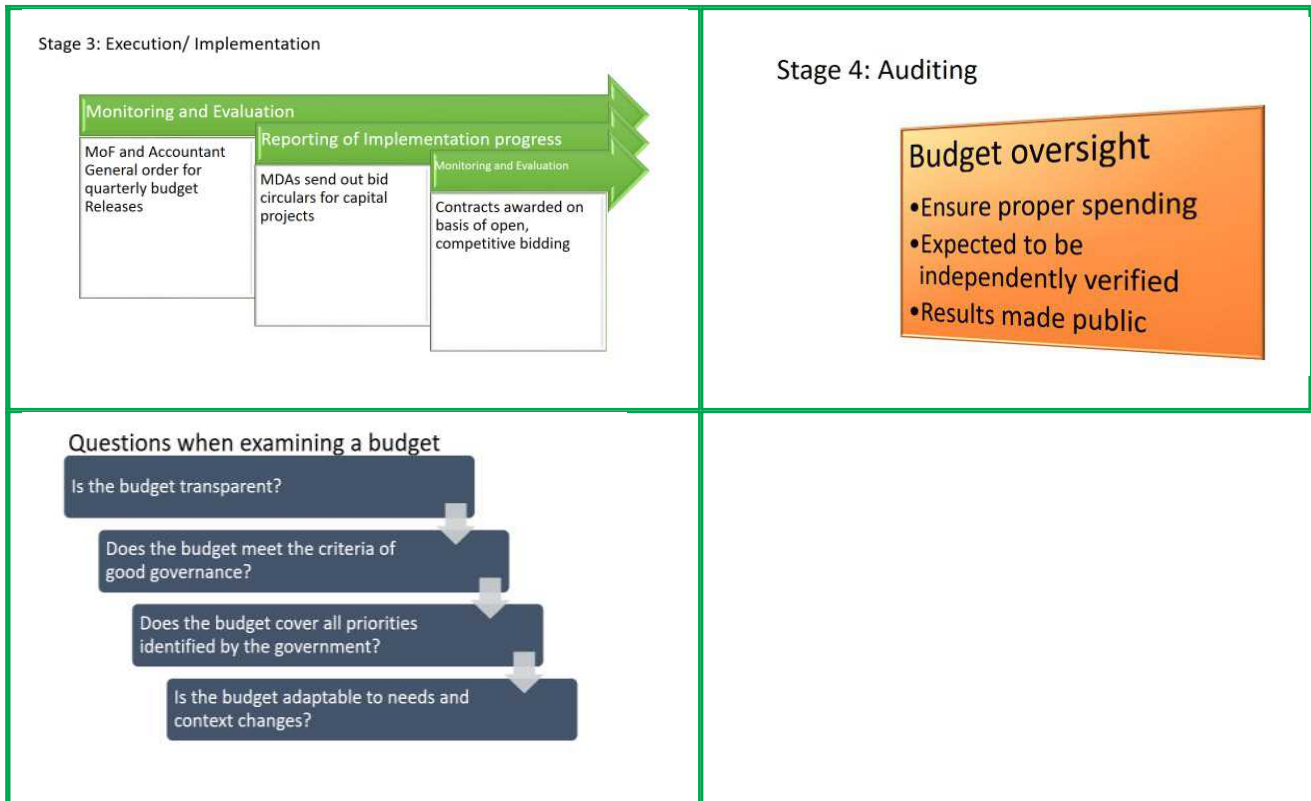 Stage 3: Execution/ Implementation
Monitoring and Evaluation
MoF and Accountant
General order for
quarterly budget
Releases
Reporting of Implementation progress
MDAs send out bid
circulars for capital
projects
Monitoring and Evaluation
Contracts awarded on
basis of open,
competitive bidding
Stage 4: Auditing
Budget oversight
•Ensure proper spending
•Expected to be
independently verified
•Results made public
Questions when examining a budget
Is the budget transparent?
Does the budget meet the criteria of
good governance?
Does the budget cover all priorities
identified by the government?
Is the budget adaptable to needs and
context changes?